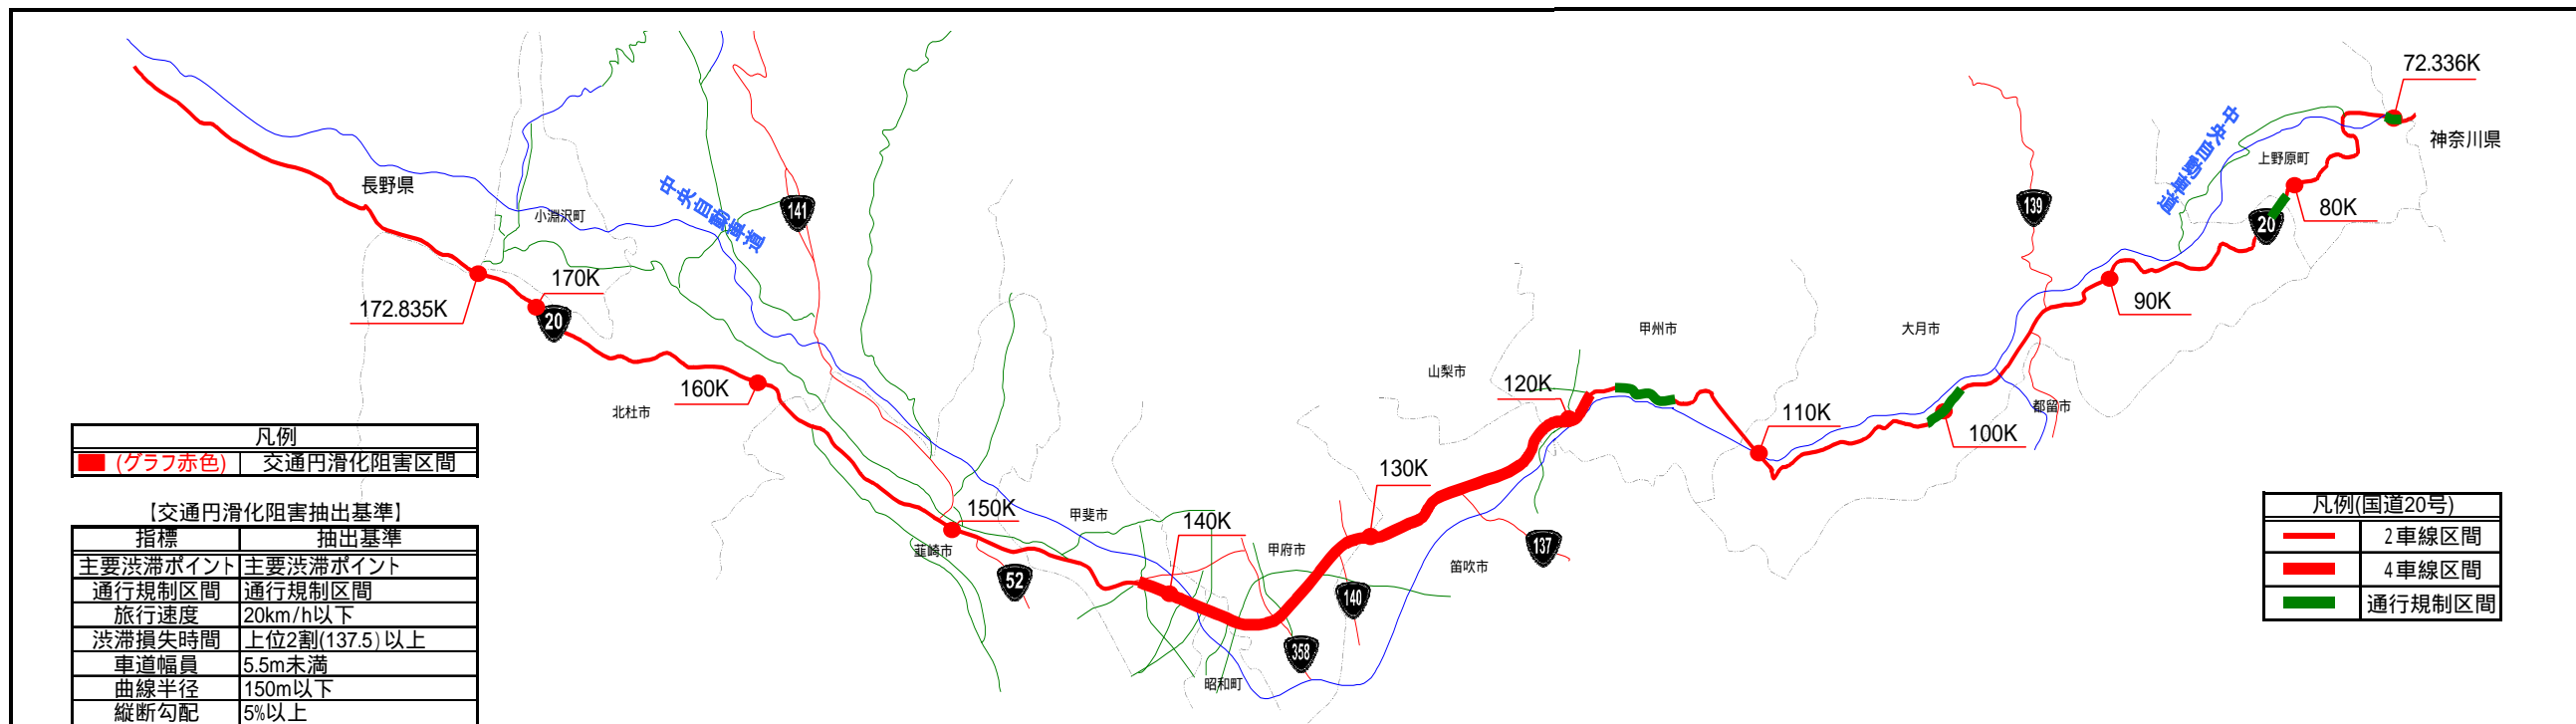 72.336K
神奈川県
中央自動車道
上野原町
80K
20
139
90K
長野県
小淵沢町
中央自動車道
141
170K
172.835K
20
160K
北杜市
甲州市
大月市
山梨市
120K
都留市
110K
100K
130K
150K
甲斐市
140K
甲府市
韮崎市
52
137
笛吹市
140
358
昭和町
凡例
(グラフ赤色) 交通円滑化阻害区間
【交通円滑化阻害抽出基準】
指標 抽出基準
主要渋滞ポイント 主要渋滞ポイント
通行規制区間 通行規制区間
旅行速度 20km/h以下
渋滞損失時間 上位2割(137.5)以上
車道幅員 5.5m未満
曲線半径 150m以下
縦断勾配 5%以上
凡例(国道20号)
2車線区間
4車線区間
通行規制区間